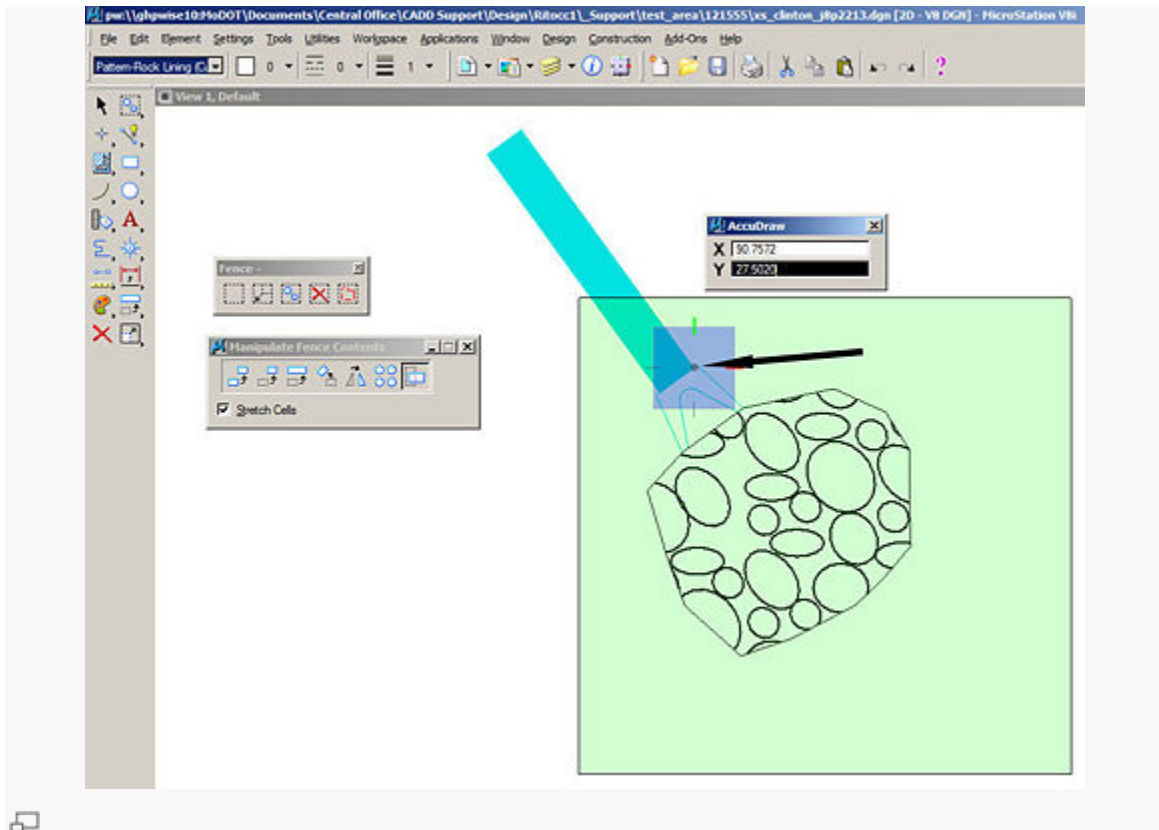 pw:\\ghpwise10:MoDOT\Documents\Central Office\CADD Support\Design\Ritocc1\_Support\test_area\121555\xs_clinton_j8p2213.dgn [2D - V8 DGN] - MicroStation V8i
File Edit Element Settings Tools Utilities Workspace Applications Window Design Construction Add-Ons Help
Pattern-Rock Lining (C 0 0 1
View 1, Default
AccuDraw
X 90.7572
Y 27.5020
Fence -
Manipulate Fence Contents
Stretch Cells